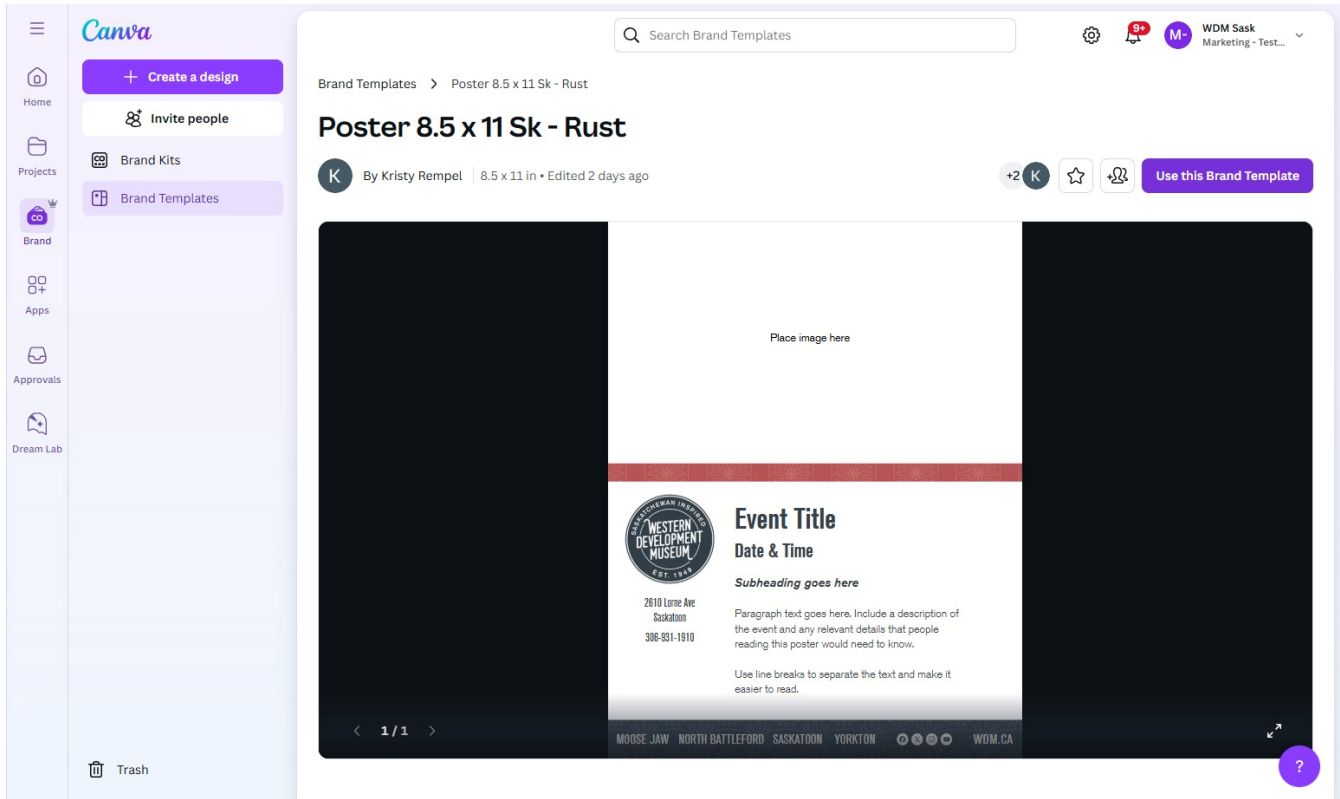 Canva
Create a design
Invite people
Brand Kits
Brand Templates
Trash
Home
Projects
CO
Brand
Apps
Approvals
Dream Lab
Search Brand Templates
9+
M-
WDM Sask
Marketing - Test...
Brand Templates > Poster 8.5 x 11 Sk - Rust
Poster 8.5 x 11 Sk - Rust
K
By Kristy Rempel | 8.5 x 11 in • Edited 2 days ago
+2 K
Use this Brand Template
Place image here
SASKATCHEWAN INSPIRED
WESTERN
DEVELOPMENT
MUSEUM
EST. 1949
2610 Lorne Ave
Saskatoon
306-931-1910
Event Title
Date & Time
Subheading goes here
Paragraph text goes here. Include a description of
the event and any relevant details that people
reading this poster would need to know.
Use line breaks to separate the text and make it
easier to read.
MOOSE JAW NORTH BATTLEFORD SASKATOON YORKTON WDM.CA
1 / 1
?